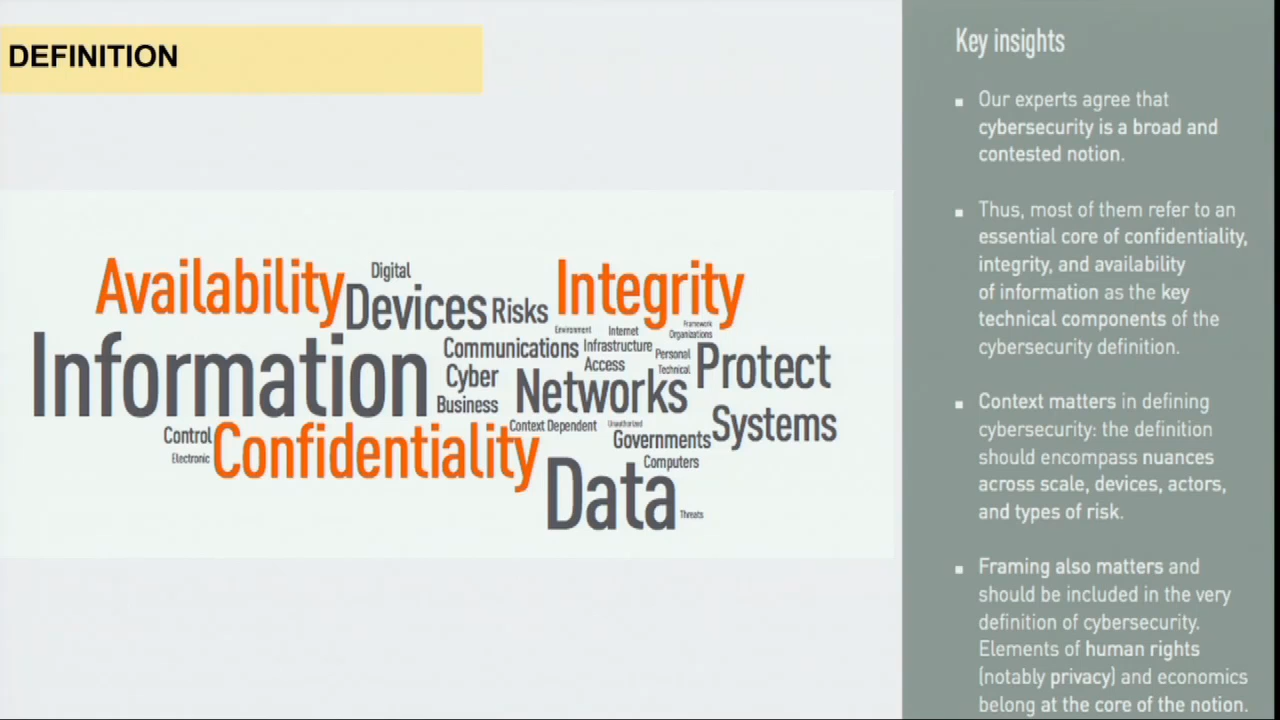 DEFINITION
Availability
Digital
Devices
Risks
Integrity
Information
Environment
Internet
Framework
Organizations
Communications
Infrastructure
Personal
Technical
Access
Cyber
Networks
Protect
Business
Control
Electronic
Confidentiality
Context Dependent
Unauthorized
Governments
Systems
Computers
Data
Threats
Key insights
▪ Our experts agree that
cybersecurity is a broad and
contested notion.
▪ Thus, most of them refer to an
essential core of confidentiality,
integrity, and availability
of information as the key
technical components of the
cybersecurity definition.
▪ Context matters in defining
cybersecurity: the definition
should encompass nuances
across scale, devices, actors,
and types of risk.
▪ Framing also matters and
should be included in the very
definition of cybersecurity.
Elements of human rights
(notably privacy) and economics
belong at the core of the notion.